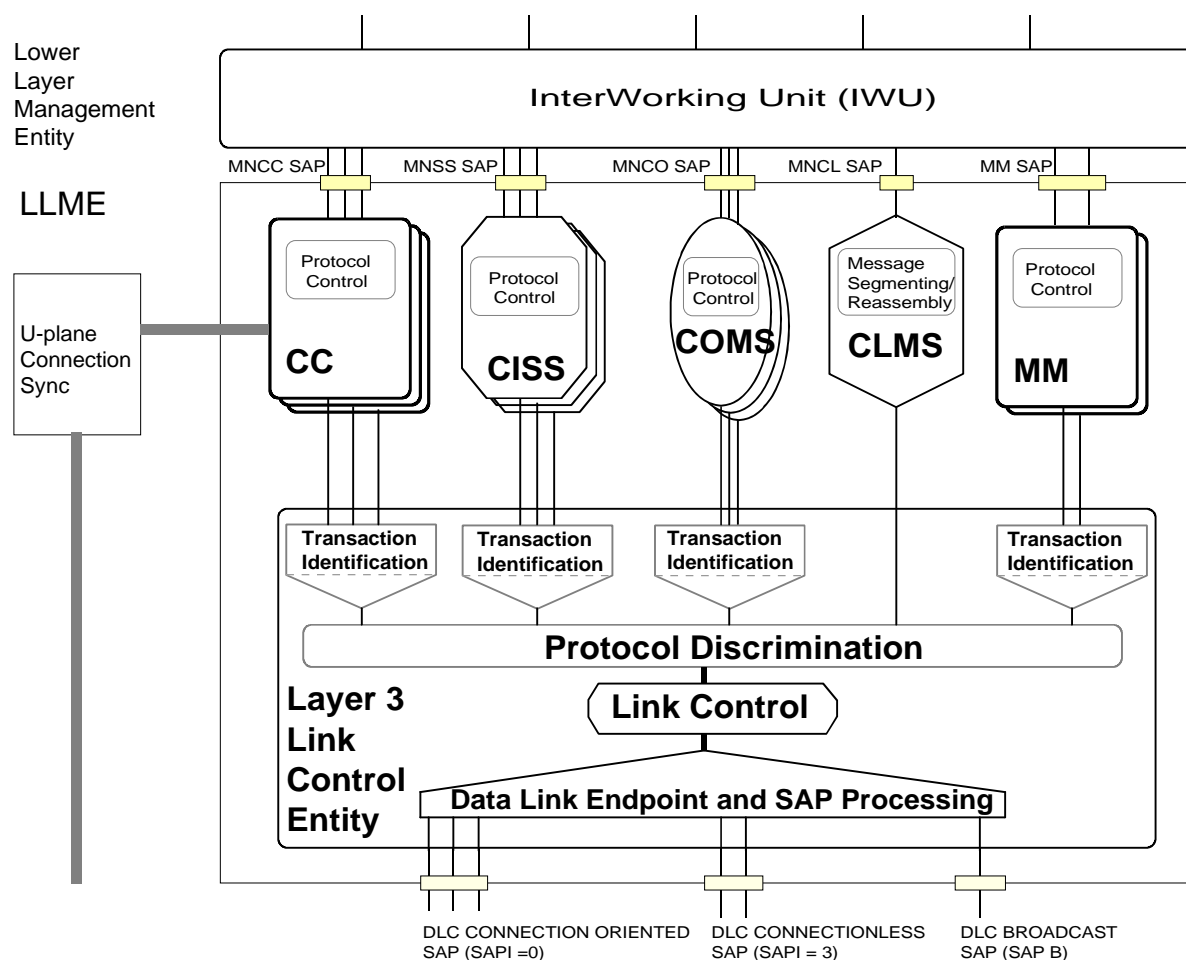 Lower
Layer
Management
Entity
LLME
InterWorking Unit (IWU)
MNCC SAP
MNSS SAP
MNCO SAP
MNCL SAP
MM SAP
Protocol
Control
CC
Protocol
Control
CISS
Protocol
Control
COMS
Message
Segmenting/
Reassembly
CLMS
Protocol
Control
MM
U-plane
Connection
Sync
Transaction
Identification
Transaction
Identification
Transaction
Identification
Transaction
Identification
Protocol Discrimination
Link Control
Layer 3
Link
Control
Entity
Data Link Endpoint and SAP Processing
DLC CONNECTION ORIENTED
SAP (SAPI =0)
DLC CONNECTIONLESS
SAP (SAPI = 3)
DLC BROADCAST
SAP (SAP B)